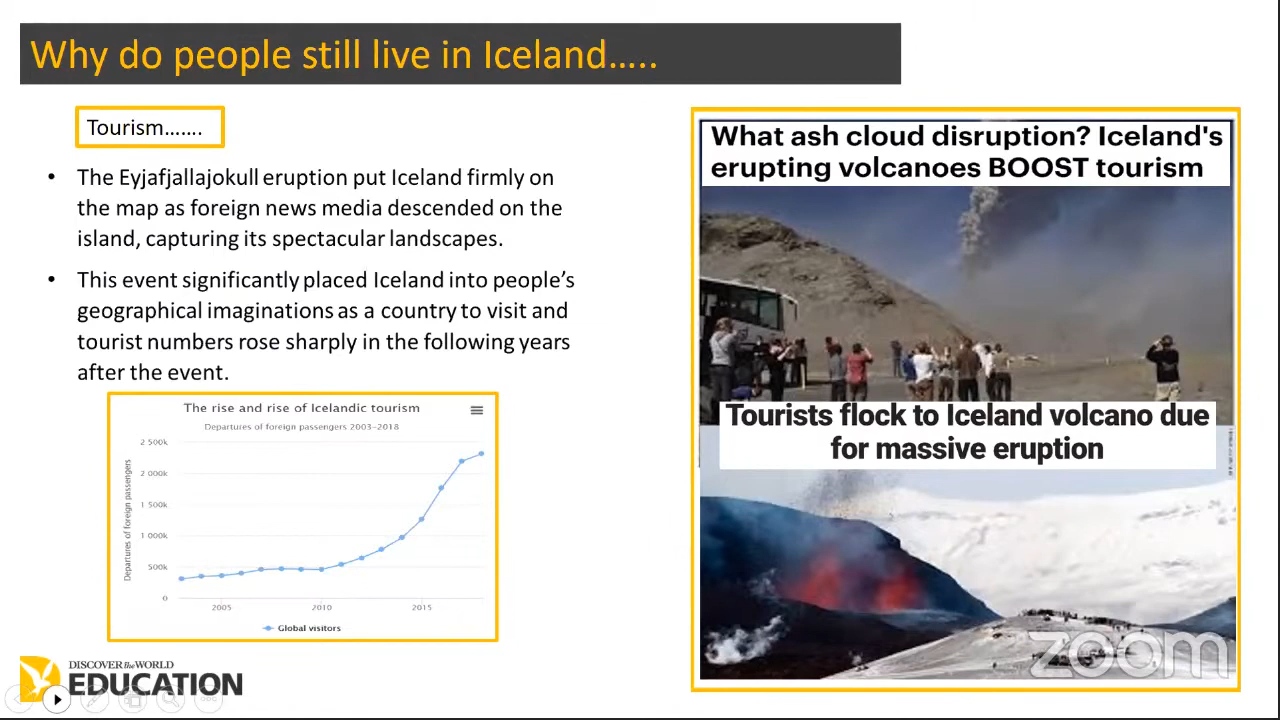 Why do people still live in Iceland.....
Tourism.......
• The Eyjafjallajokull eruption put Iceland firmly on
the map as foreign news media descended on the
island, capturing its spectacular landscapes.
• This event significantly placed Iceland into people's
geographical imaginations as a country to visit and
tourist numbers rose sharply in the following years
after the event.
The rise and rise of Icelandic tourism
Departures of foreign passengers 2003-2018
Departures of foreign passengers
2 500k
2 000k
1 500k
1 000k
500k
0
2005
2010
2015
Global visitors
What ash cloud disruption? Iceland's
erupting volcanoes BOOST tourism
Tourists flock to Iceland volcano due
for massive eruption
zoom
DISCOVER the WORLD
EDUCATION